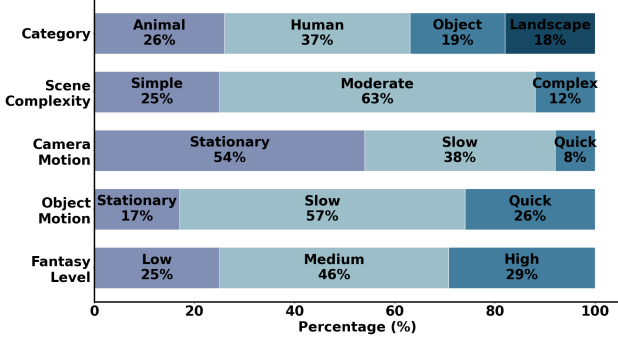 Category
Animal Human Object Landscape
26% 37% 19% 18%
Scene
Complexity
Simple Moderate Complex
25% 63% 12%
Camera
Motion
Stationary Slow Quick
54% 38% 8%
Object
Motion
Stationary Slow Quick
17% 57% 26%
Fantasy
Level
Low Medium High
25% 46% 29%
0 20 40 60 80 100
Percentage (%)